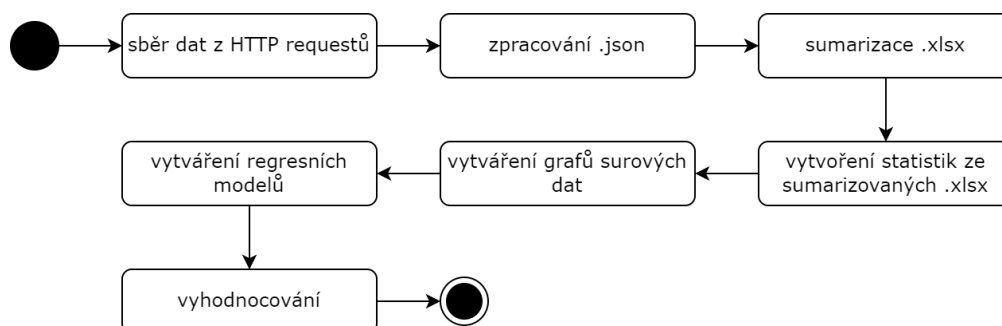 sběr dat z HTTP requestů
zpracování .json
sumarizace .xlsx
vytvoření statistik ze
sumarizovaných .xlsx
vytváření grafů surových
dat
vytváření regresních
modelů
vyhodnocování